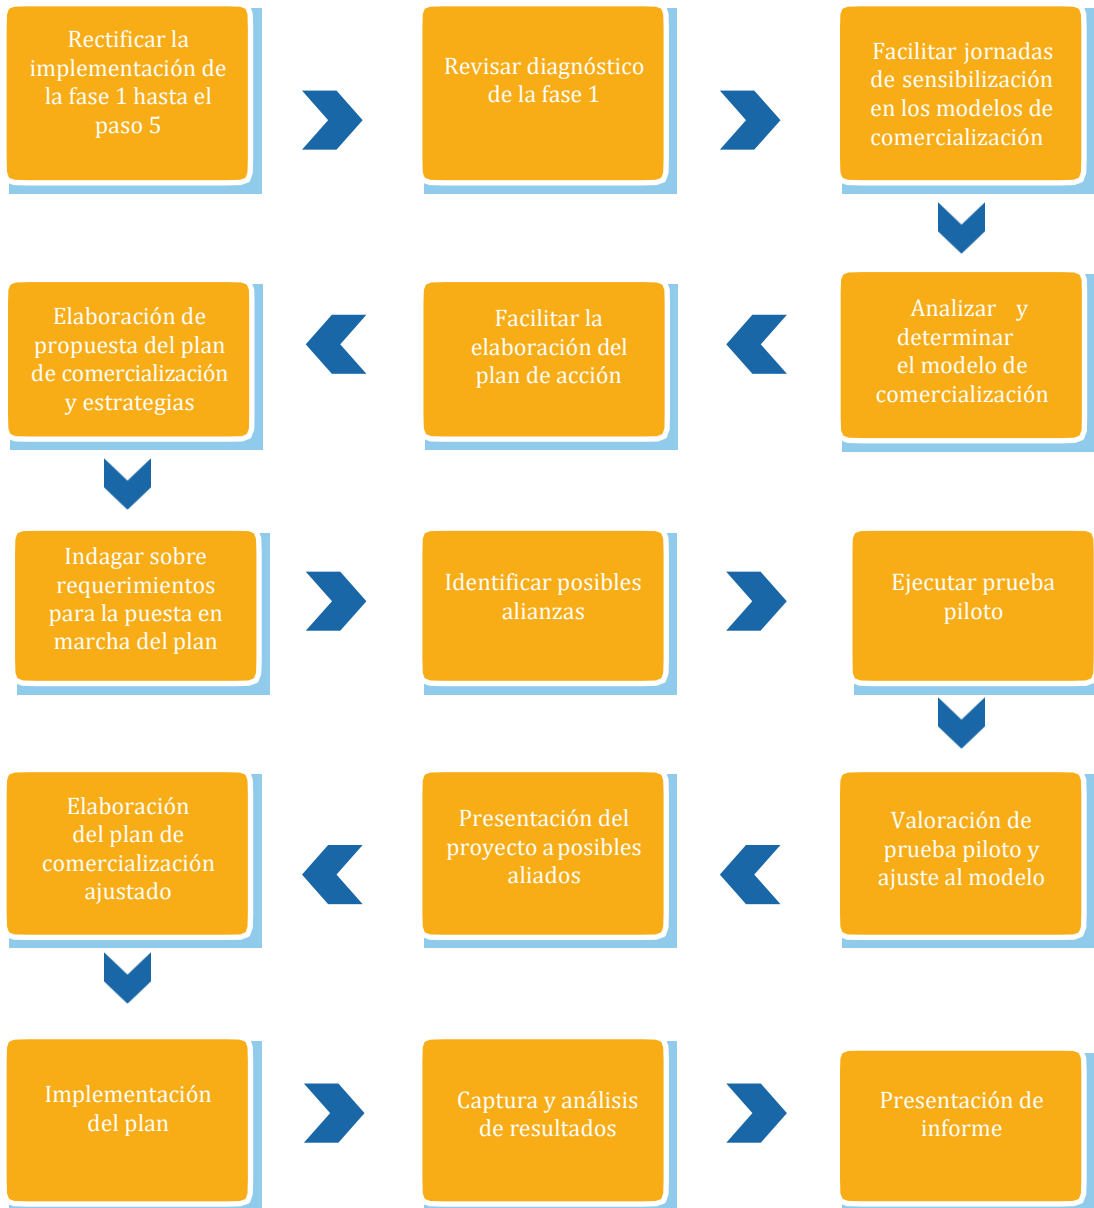 Rectificar la
implementación de
la fase 1 hasta el
paso 5
Revisar diagnóstico
de la fase 1
Facilitar jornadas
de sensibilización
en los modelos de
comercialización
Analizar y
determinar
el modelo de
comercialización
Facilitar la
elaboración del
plan de acción
Elaboración de
propuesta del plan
de comercialización
y estrategias
Indagar sobre
requerimientos
para la puesta en
marcha del plan
Identificar posibles
alianzas
Ejecutar prueba
piloto
Valoración de
prueba piloto y
ajuste al modelo
Presentación del
proyecto a posibles
aliados
Elaboración
del plan de
comercialización
ajustado
Implementación
del plan
Captura y análisis
de resultados
Presentación de
informe